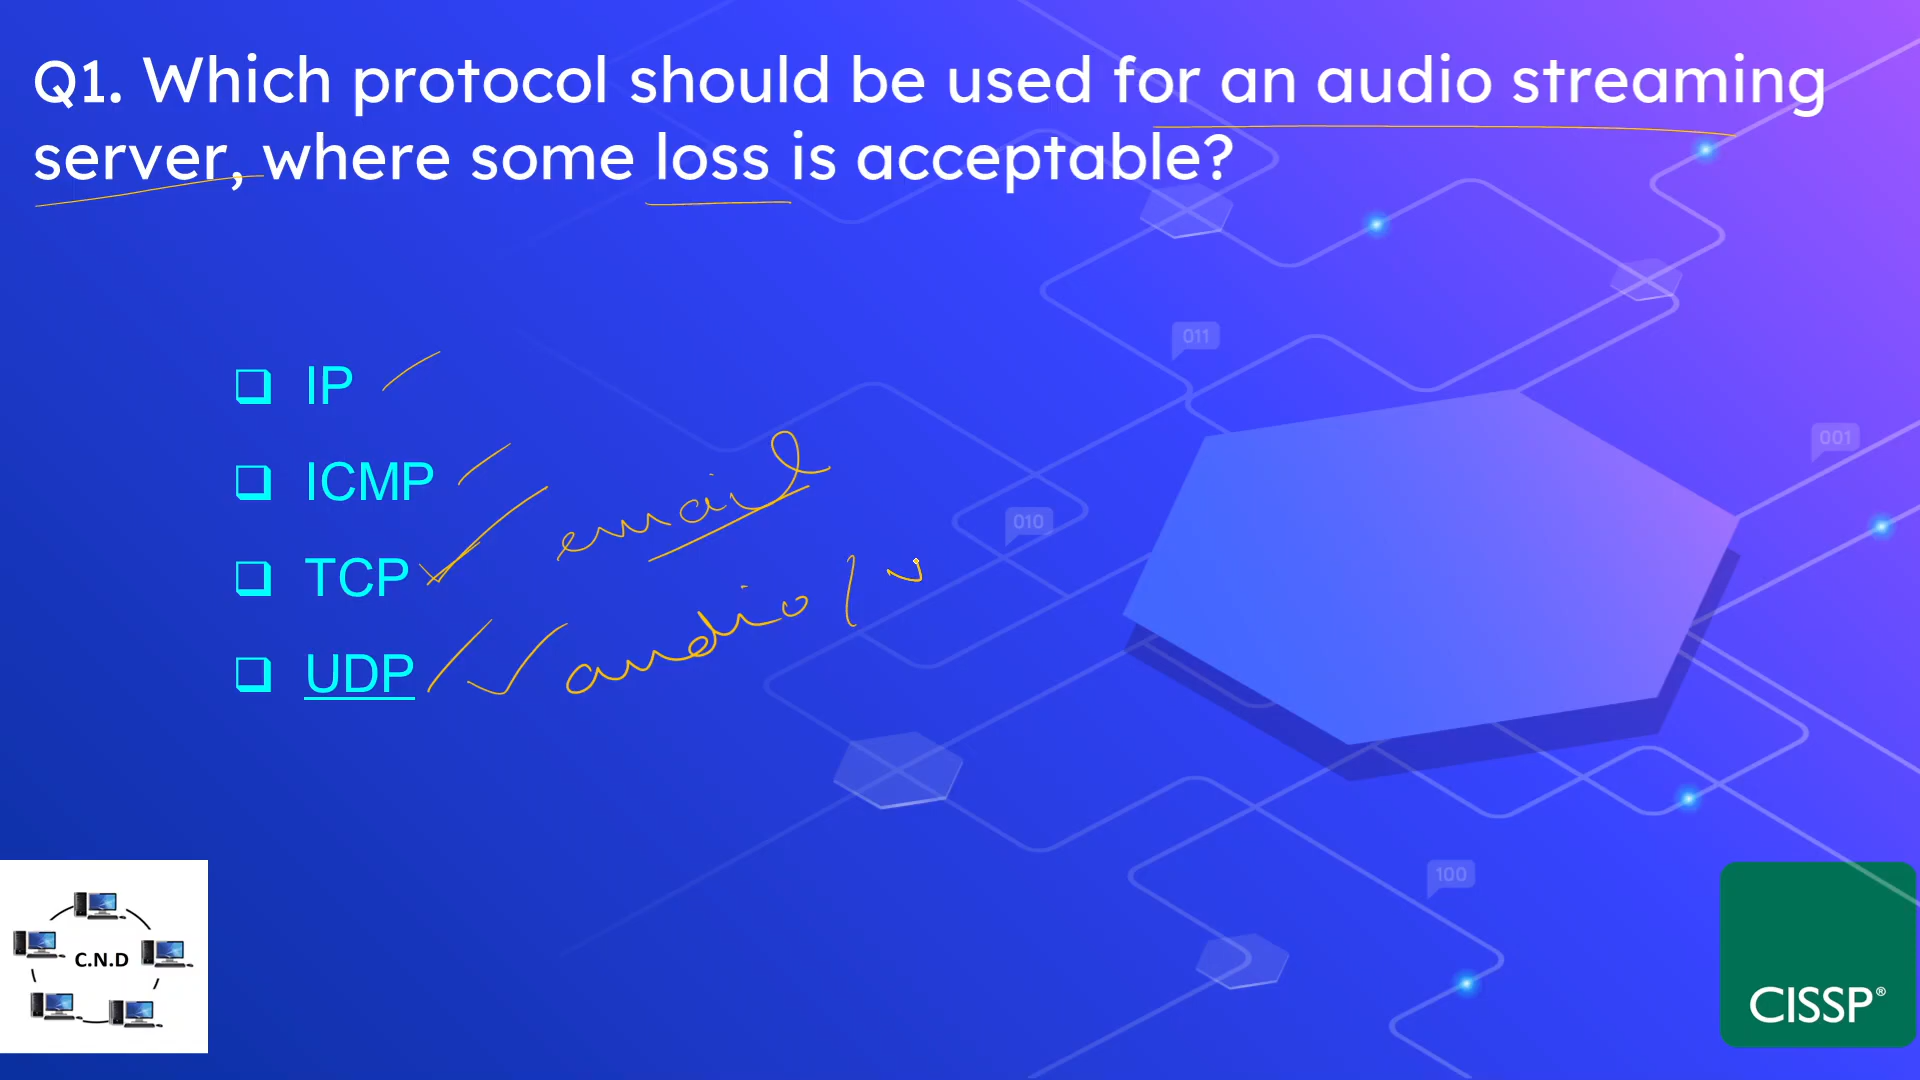 Q1. Which protocol should be used for an audio streaming
server, where some loss is acceptable?
011
IP
001
ICMP
email
010
TCP
UDP
audio / v
100
C.N.D
CISSP®